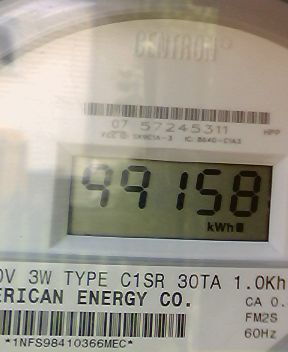 CENTRON®
07 57245311
HPP
99158
kWh
0V 3W TYPE C1SR 30TA 1.0Kh
ERICAN ENERGY CO.
CA 0.
FM2S
60Hz
*1NFS98410366MEC*